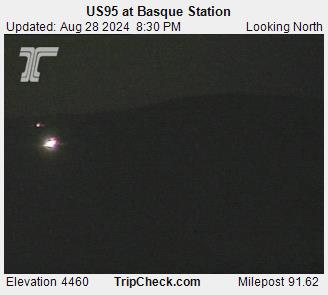 US95 at Basque Station
Updated: Aug 28 2024 8:30 PM Looking North
Elevation 4460 TripCheck.com Milepost 91.62